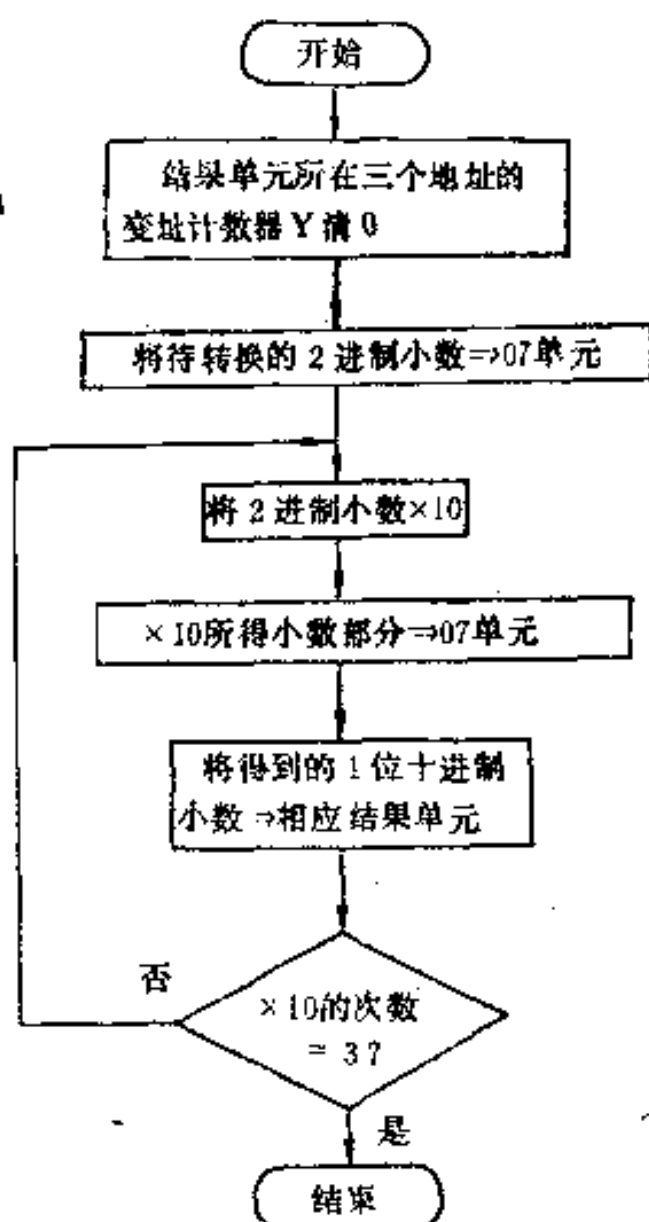 开始
结果单元所在三个地址的
变址计数器Y清0
将待转换的2进制小数⇒07单元
将2进制小数×10
×10所得小数部分⇒07单元
将得到的1位十进制
小数⇒相应结果单元
否
×10的次数
=3?
是
结束